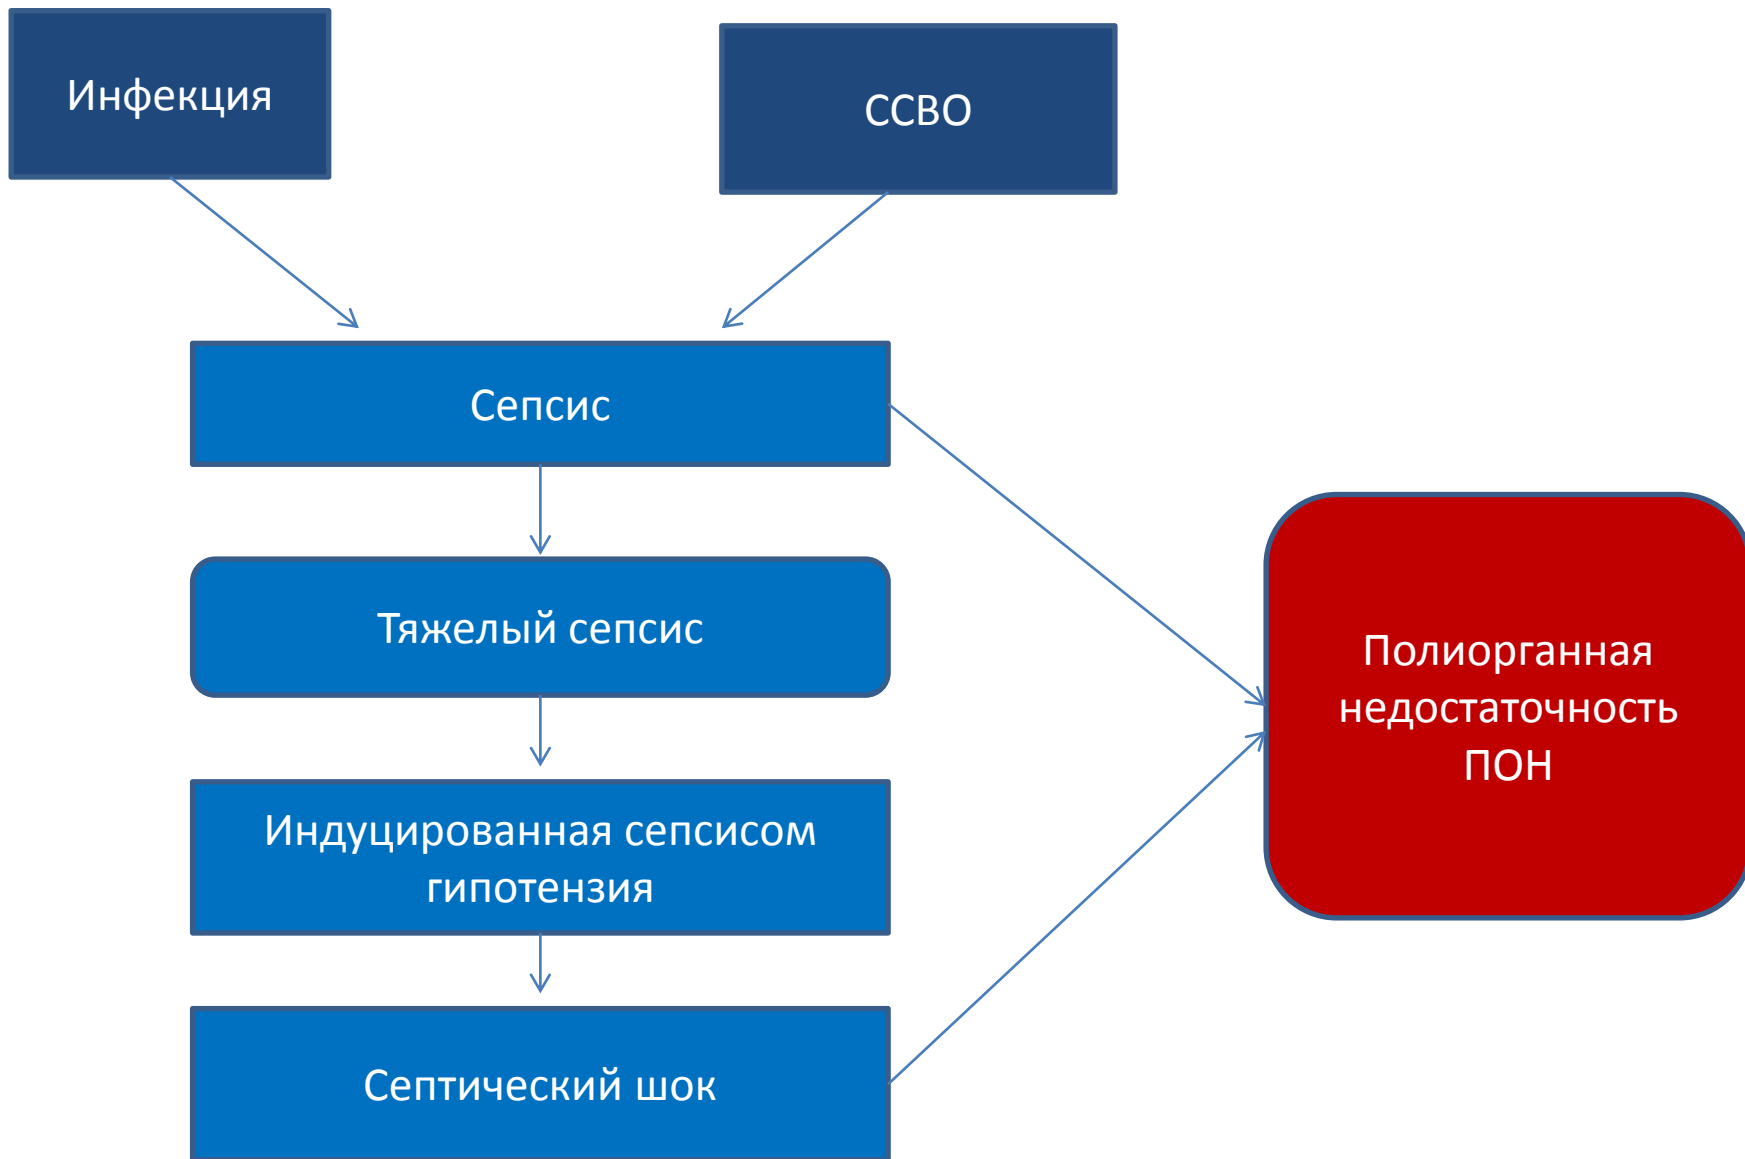 Инфекция
ССВО
Сепсис
Тяжелый сепсис
Полиорганная
недостаточность
ПОН
Индуцированная сепсисом
гипотензия
Септический шок